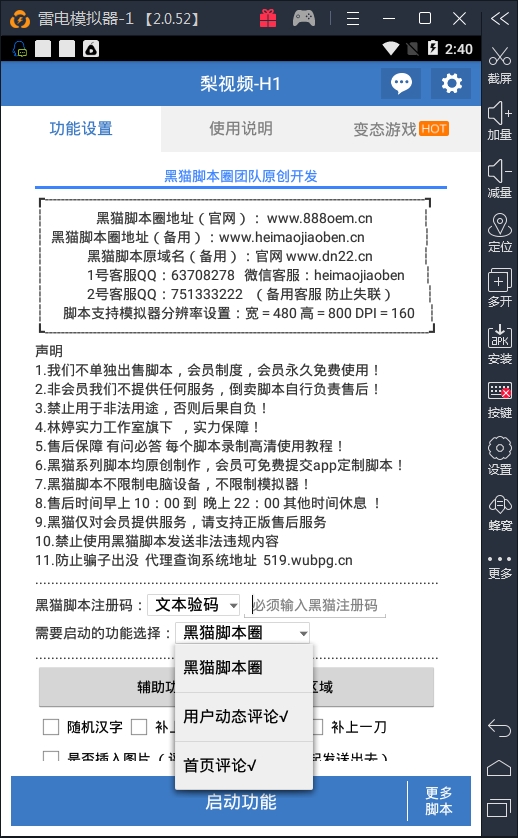 雷电模拟器-1 【2.0.52】
2:40
梨视频-H1
功能设置 使用说明 变态游戏 HOT
黑猫脚本圈团队原创开发
黑猫脚本圈地址（官网）：www.888oem.cn
黑猫脚本圈地址（备用）：www.heimaojiaoben.cn
黑猫脚本原域名（备用）：官网 www.dn22.cn
1号客服QQ：63708278 微信客服：heimaojiaoben
2号客服QQ：751333222 （备用客服 防止失联）
脚本支持模拟器分辨率设置：宽＝480 高＝800 DPI＝160
声明
1.我们不单独出售脚本，会员制度，会员永久免费使用！
2.非会员我们不提供任何服务，倒卖脚本自行负责售后！
3.禁止用于非法用途，否则后果自负！
4.林婷实力工作室旗下 ，实力保障！
5.售后保障 有问必答 每个脚本录制高清使用教程！
6.黑猫系列脚本均原创制作，会员可免费提交app定制脚本！
7.黑猫脚本不限制电脑设备，不限制模拟器！
8.售后时间早上 10：00 到 晚上 22：00 其他时间休息 ！
9.黑猫仅对会员提供服务，请支持正版售后服务
10.禁止使用黑猫脚本发送非法违规内容
11.防止骗子出没 代理查询系统地址 519.wubpg.cn
黑猫脚本注册码： 文本验码 必须输入黑猫注册码
需要启动的功能选择： 黑猫脚本圈
黑猫脚本圈
用户动态评论√
首页评论√
辅助功 区域
随机汉字 补上 补上一刀
是否插入图片 起发送出去）
启动功能
更多
脚本
截屏
加量
减量
定位
多开
APK
安装
按键
设置
蜂窝
更多